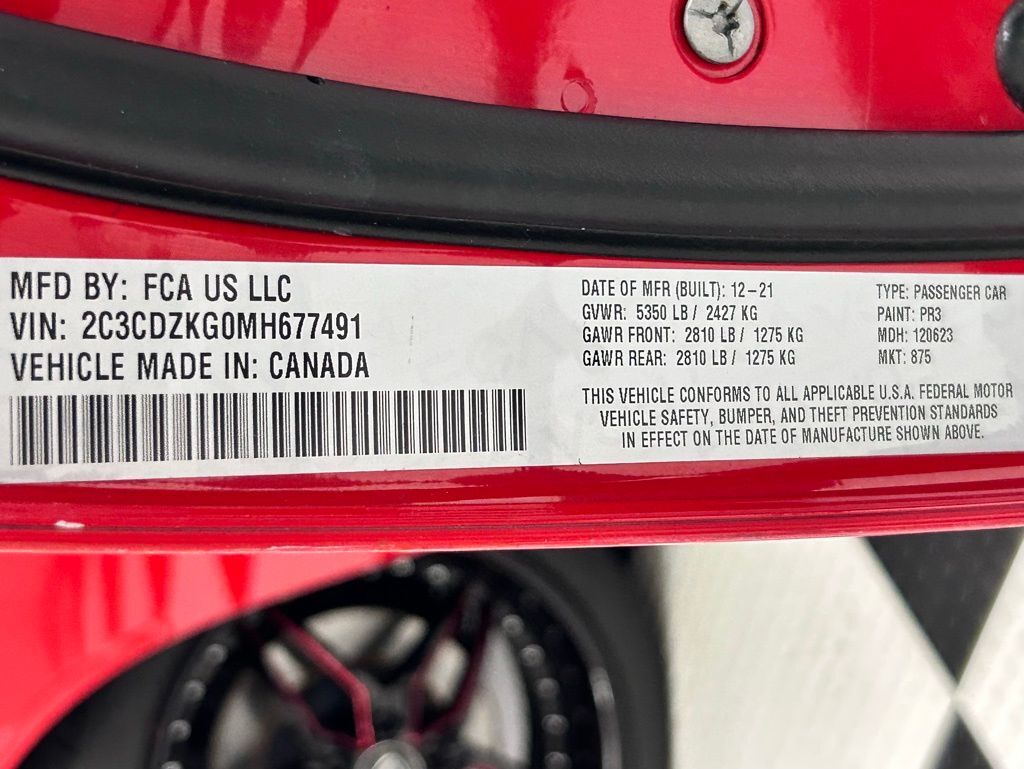 MFD BY: FCA US LLC
VIN: 2C3CDZKG0MH677491
VEHICLE MADE IN: CANADA
DATE OF MFR (BUILT): 12-21
GVWR: 5350 LB / 2427 KG
GAWR FRONT: 2810 LB / 1275 KG
GAWR REAR: 2810 LB / 1275 KG
TYPE: PASSENGER CAR
PAINT: PR3
MDH: 120623
MKT: 875
THIS VEHICLE CONFORMS TO ALL APPLICABLE U.S.A. FEDERAL MOTOR
VEHICLE SAFETY, BUMPER, AND THEFT PREVENTION STANDARDS
IN EFFECT ON THE DATE OF MANUFACTURE SHOWN ABOVE.